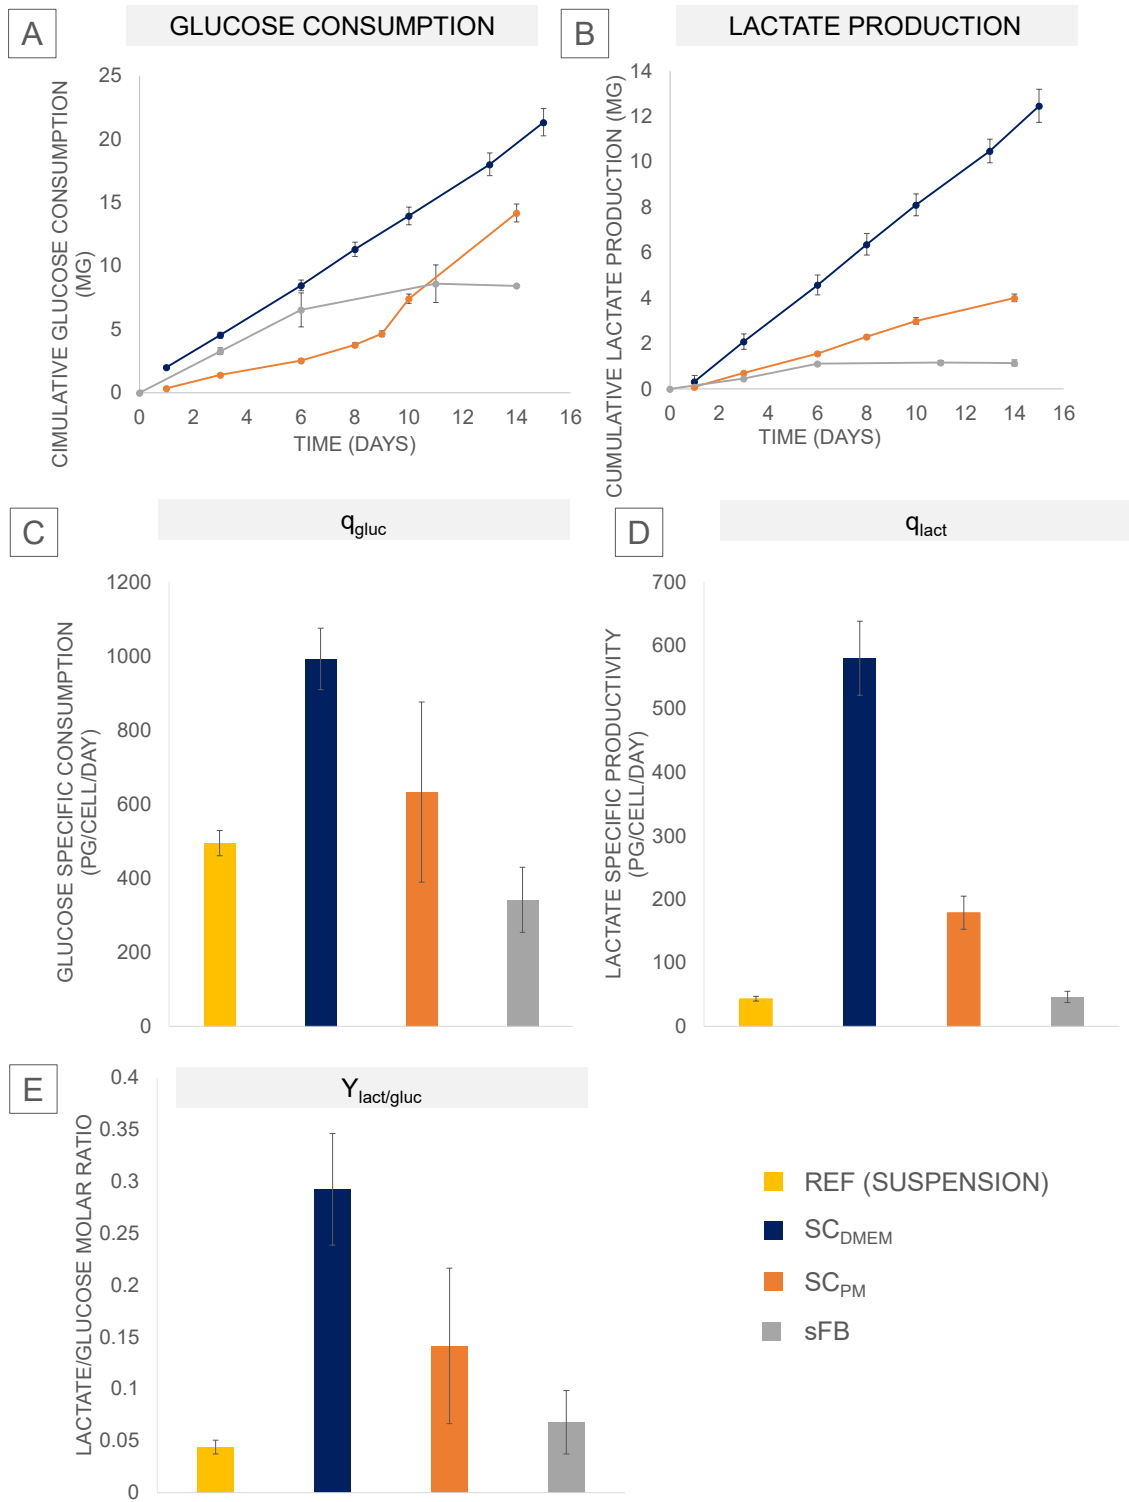 A
GLUCOSE CONSUMPTION
CIMULATIVE GLUCOSE CONSUMPTION
(MG)
25
20
15
10
5
0
0 2 4 6 8 10 12 14 16
TIME (DAYS)
B
LACTATE PRODUCTION
CUMULATIVE LACTATE PRODUCTION (MG)
14
12
10
8
6
4
2
0
0 2 4 6 8 10 12 14 16
TIME (DAYS)
C
qgluc
GLUCOSE SPECIFIC CONSUMPTION
(PG/CELL/DAY)
1200
1000
800
600
400
200
0
D
qlact
LACTATE SPECIFIC PRODUCTIVITY
(PG/CELL/DAY)
700
600
500
400
300
200
100
0
E
Ylact/gluc
LACTATE/GLUCOSE MOLAR RATIO
0.4
0.35
0.3
0.25
0.2
0.15
0.1
0.05
0
REF (SUSPENSION)
SCDMEM
SCPM
sFB